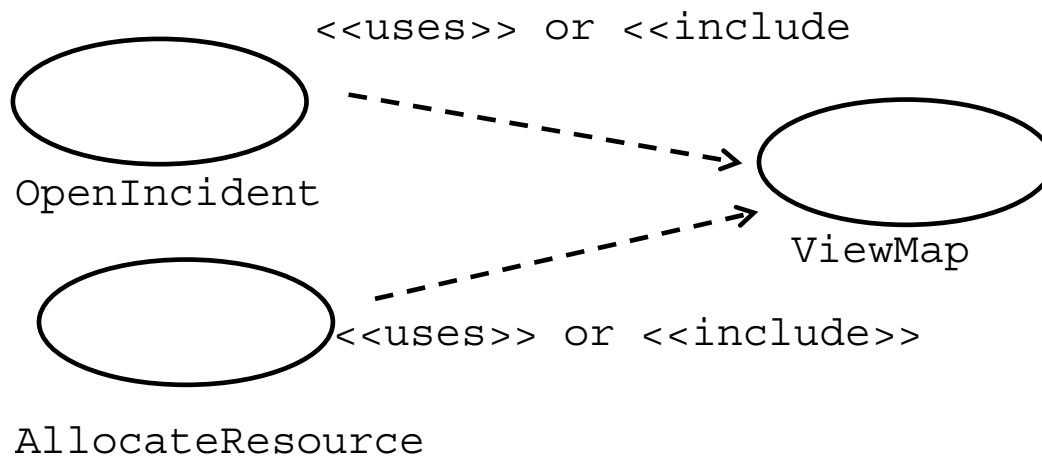 <<uses>> or <<include
OpenIncident
ViewMap
<<uses>> or <<include>>
AllocateResource